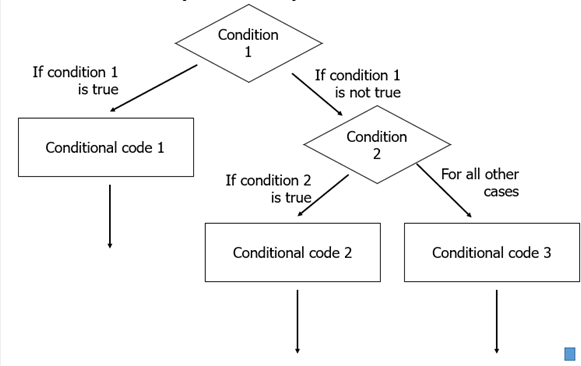 Condition
1
If condition 1
is true
If condition 1
is not true
Conditional code 1
Condition
2
If condition 2
is true
For all other
cases
Conditional code 2
Conditional code 3